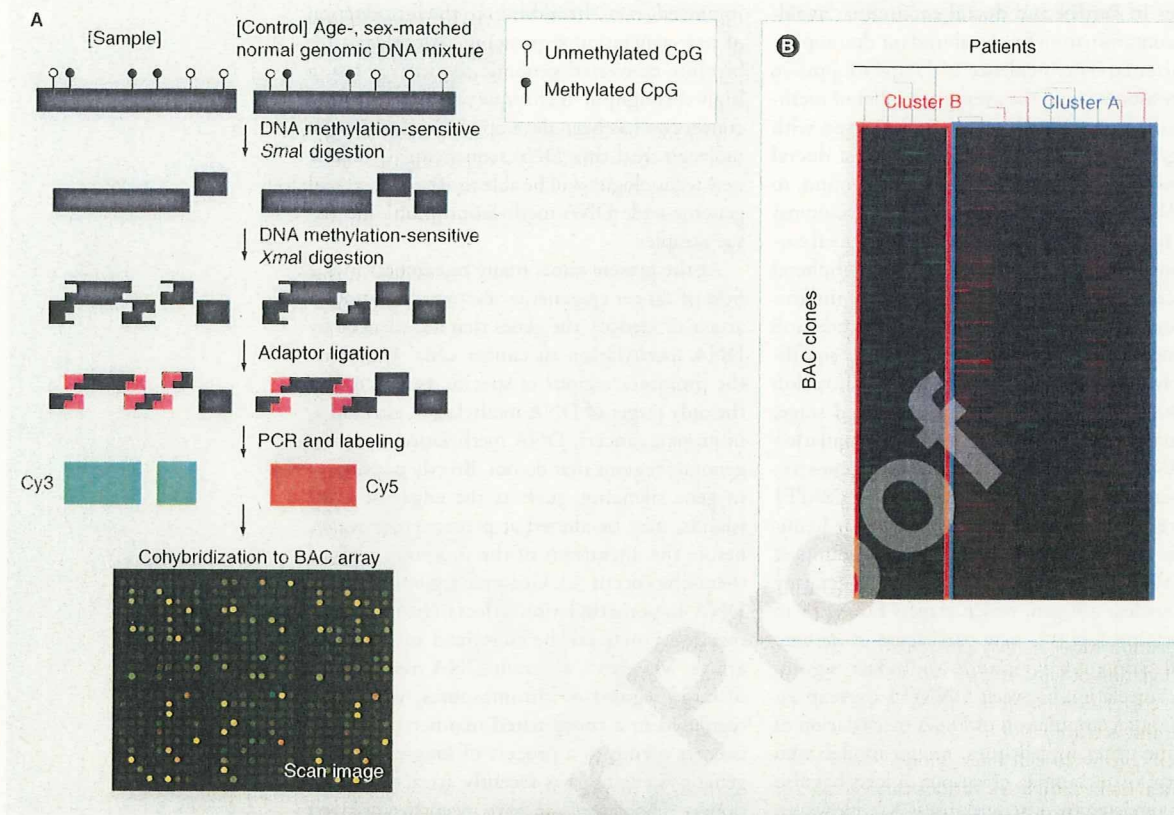 A
[Sample]
[Control] Age-, sex-matched
normal genomic DNA mixture
Unmethylated CpG
Methylated CpG
DNA methylation-sensitive
SmaI digestion
DNA methylation-sensitive
XmaI digestion
Adaptor ligation
PCR and labeling
Cy3
Cy5
Cohybridization to BAC array
Scan image
B
Patients
Cluster B
Cluster A
BAC clones
proof